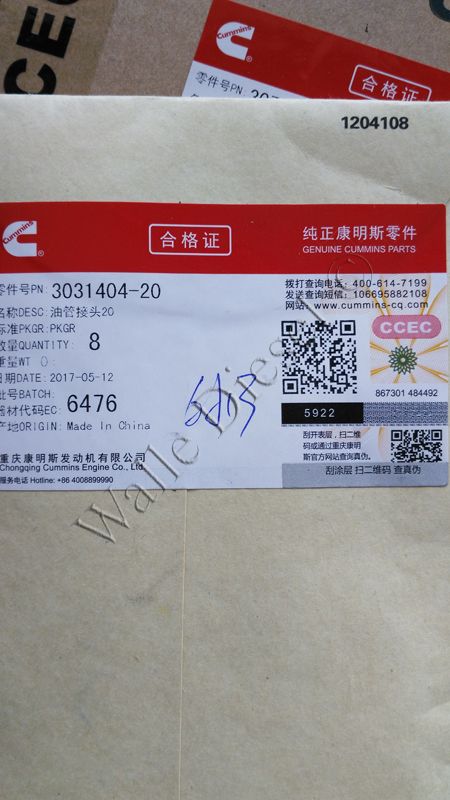 CEC
CEC
Cummins
零件号PN:
合格证
1204108
Cummins
合格证
纯正康明斯零件
GENUINE CUMMINS PARTS
零件号PN: 3031404-20
名称DESC: 油管接头20
标准PKGR: PKGR
数量QUANTITY: 8
重量WT 0:
日期DATE: 2017-05-12
批号BATCH:
6476
代码EC:
产地ORIGIN: Made In China
重庆康明斯发动机有限公司
Chongqing Cummins Engine Co., Ltd.
服务电话 Hotline: +86 4008899990
拨打查询电话: 400-614-7199
发送查询短信: 106695882108
网站: www.cummins-cq.com
CCEC
867301 484492
5922
刮开表层,扫二维
码或通过重庆康明
斯官方网站查询真伪。
刮涂层 扫二维码 查真伪
Walle Diesel